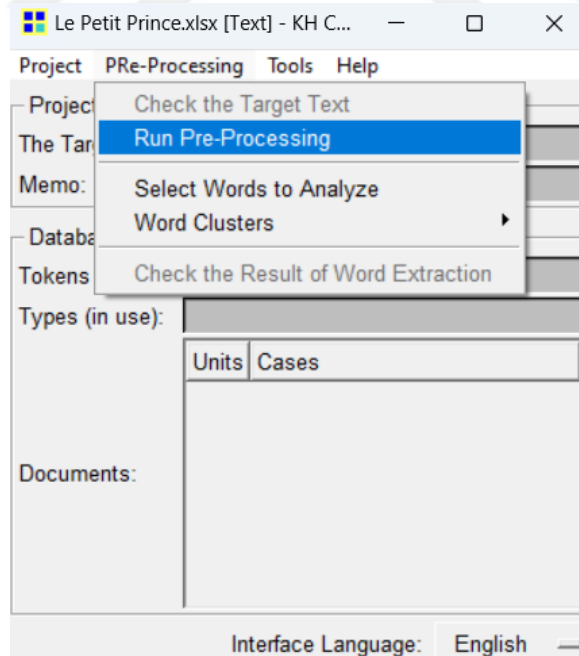 Le Petit Prince.xlsx [Text] - KH C...
Project PRe-Processing Tools Help
Project
Check the Target Text
The Tar
Run Pre-Processing
Memo:
Select Words to Analyze
Word Clusters
Databa
Tokens
Check the Result of Word Extraction
Types (in use):
Units Cases
Documents:
Interface Language: English